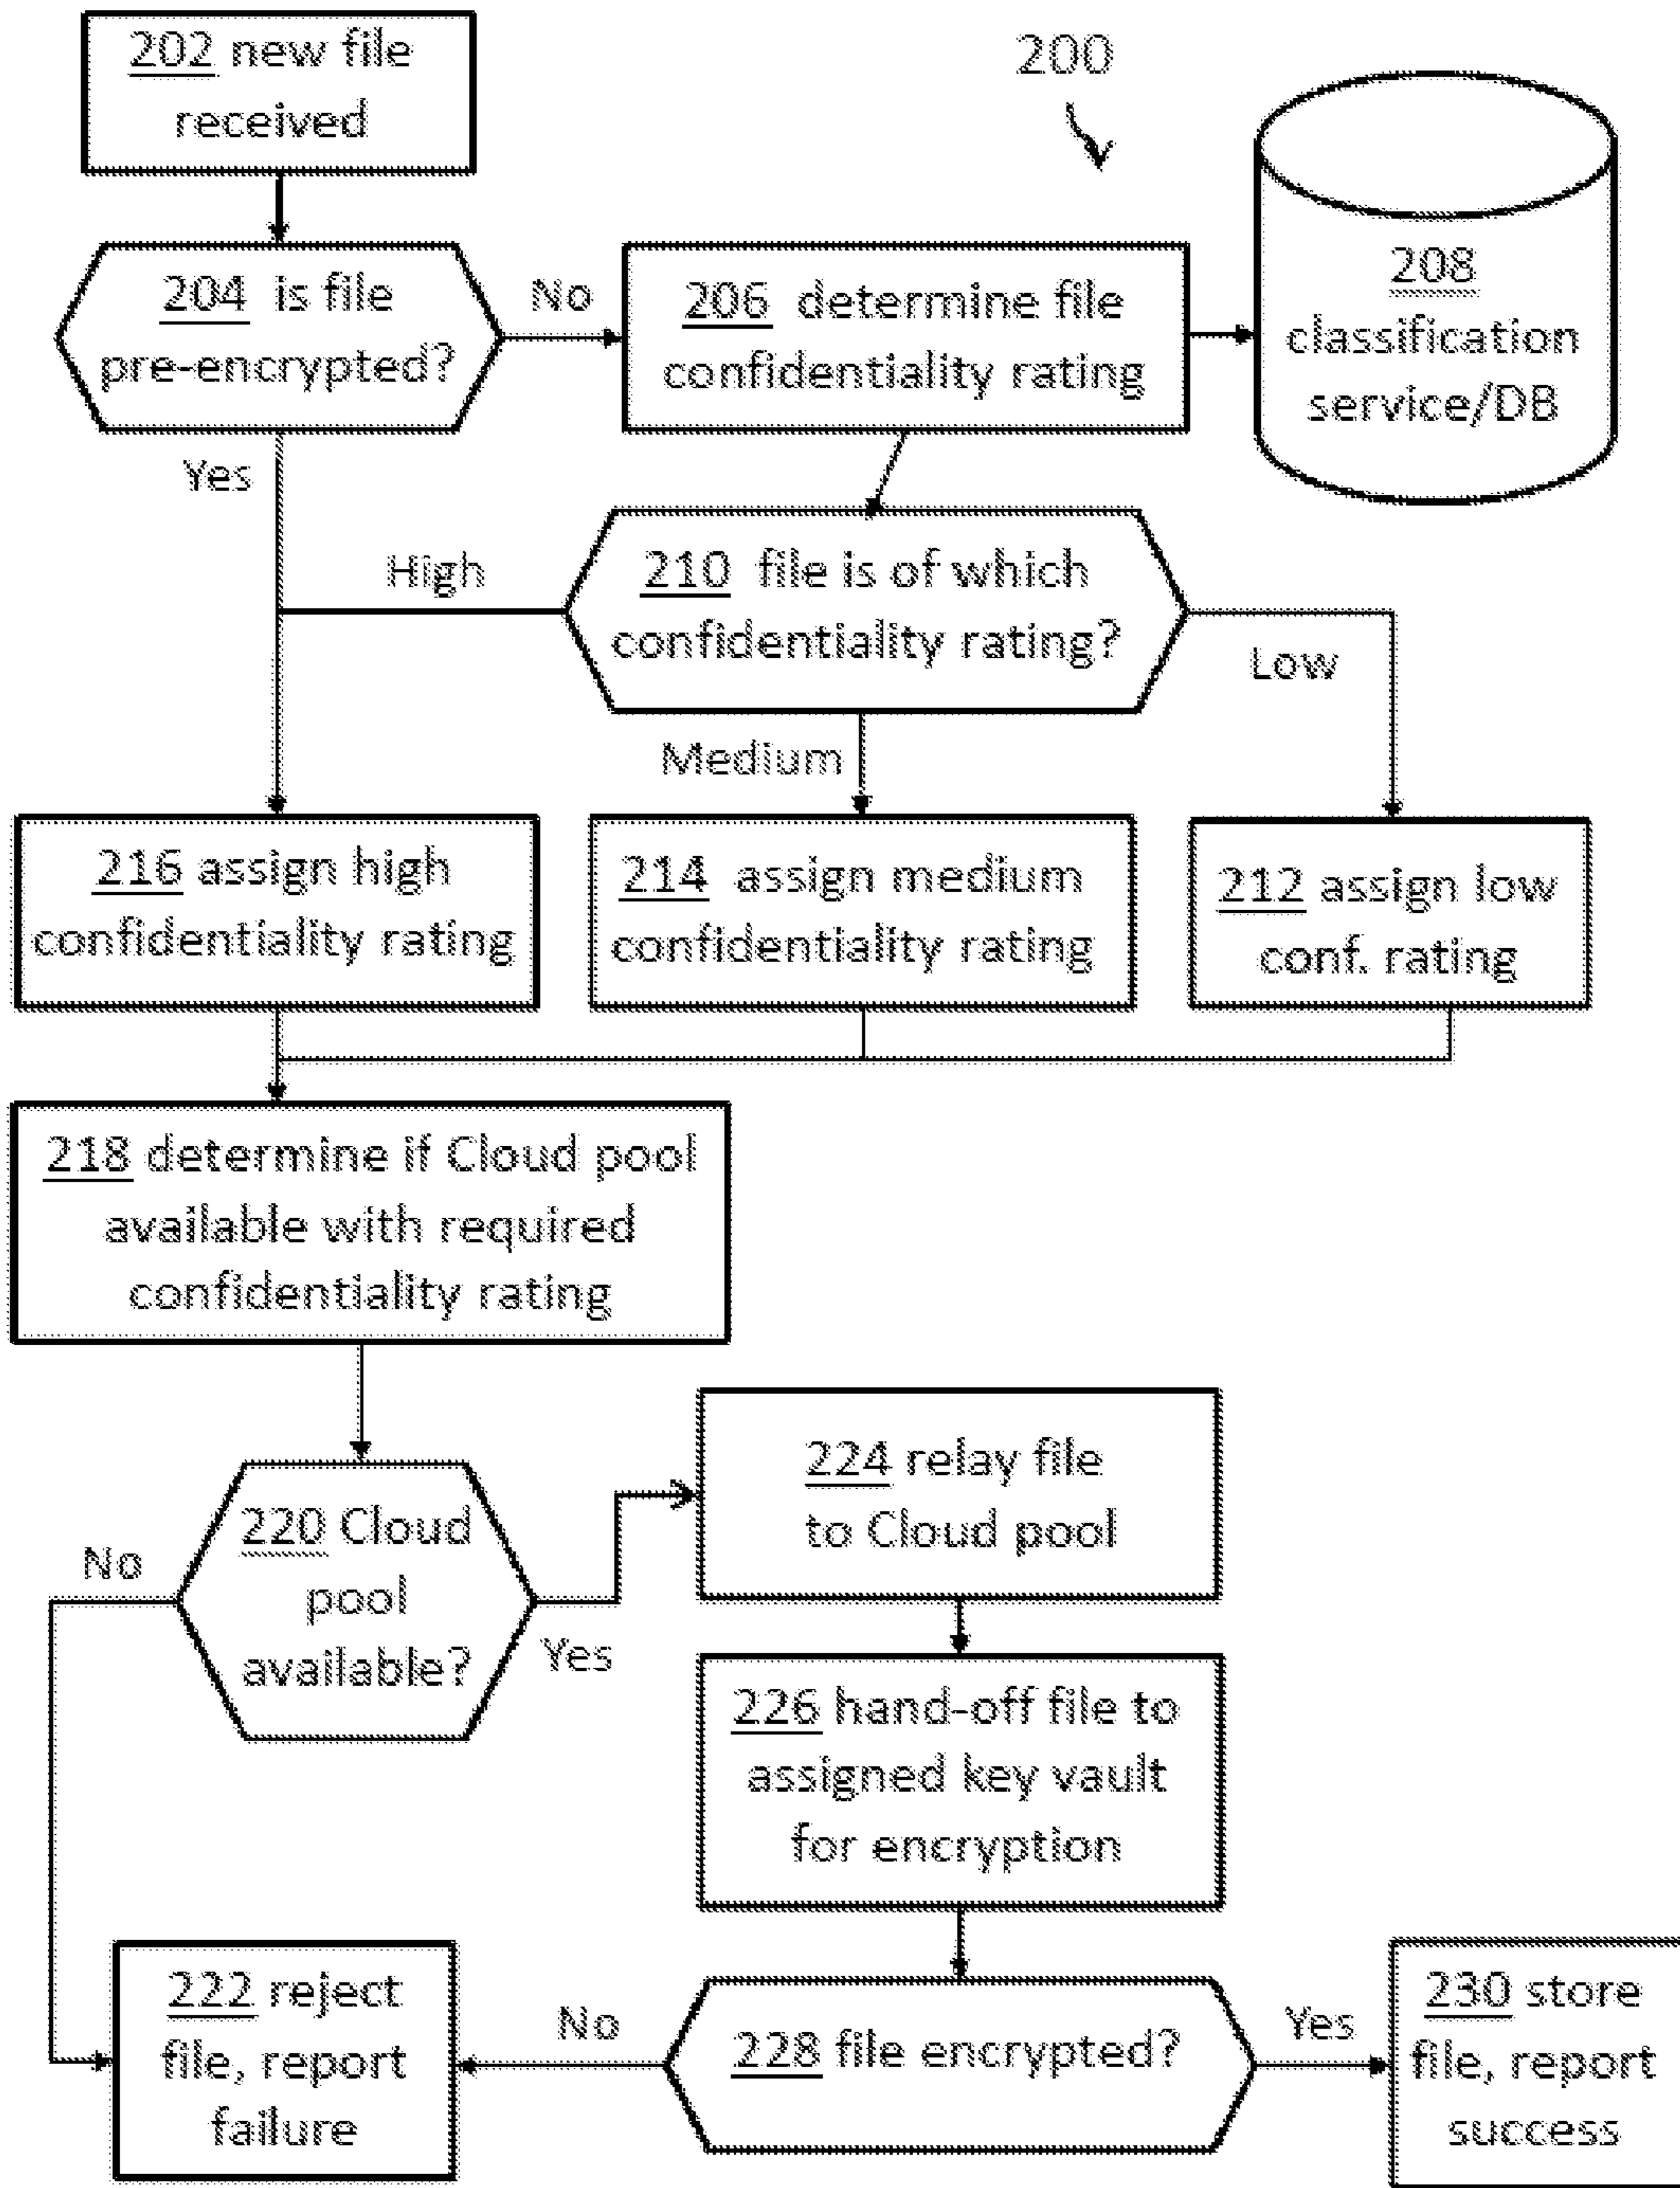 202 new file
received
200
204 is file
pre-encrypted?
No
206 determine file
confidentiality rating
208
classification
service/DB
Yes
High
210 file is of which
confidentiality rating?
Low
Medium
216 assign high
confidentiality rating
214 assign medium
confidentiality rating
212 assign low
conf. rating
218 determine if Cloud pool
available with required
confidentiality rating
220 Cloud
pool
available?
No
Yes
224 relay file
to Cloud pool
226 hand-off file to
assigned key vault
for encryption
222 reject
file, report
failure
No
228 file encrypted?
Yes
230 store
file, report
success